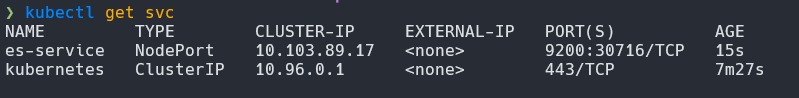 ❯ kubectl get svc
NAME TYPE CLUSTER-IP EXTERNAL-IP PORT(S) AGE
es-service NodePort 10.103.89.17 <none> 9200:30716/TCP 15s
kubernetes ClusterIP 10.96.0.1 <none> 443/TCP 7m27s